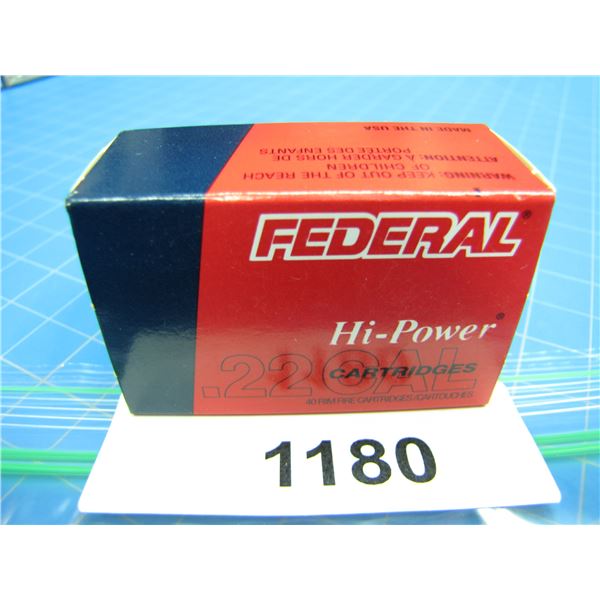 WARNING: KEEP OUT OF THE REACH
OF CHILDREN
ATTENTION: À GARDER HORS DE
PORTÉE DES ENFANTS
MADE IN THE USA
FEDERAL®
Hi-Power®
.22 CAL
CARTRIDGES
40 RIM FIRE CARTRIDGES/CARTOUCHES
1180